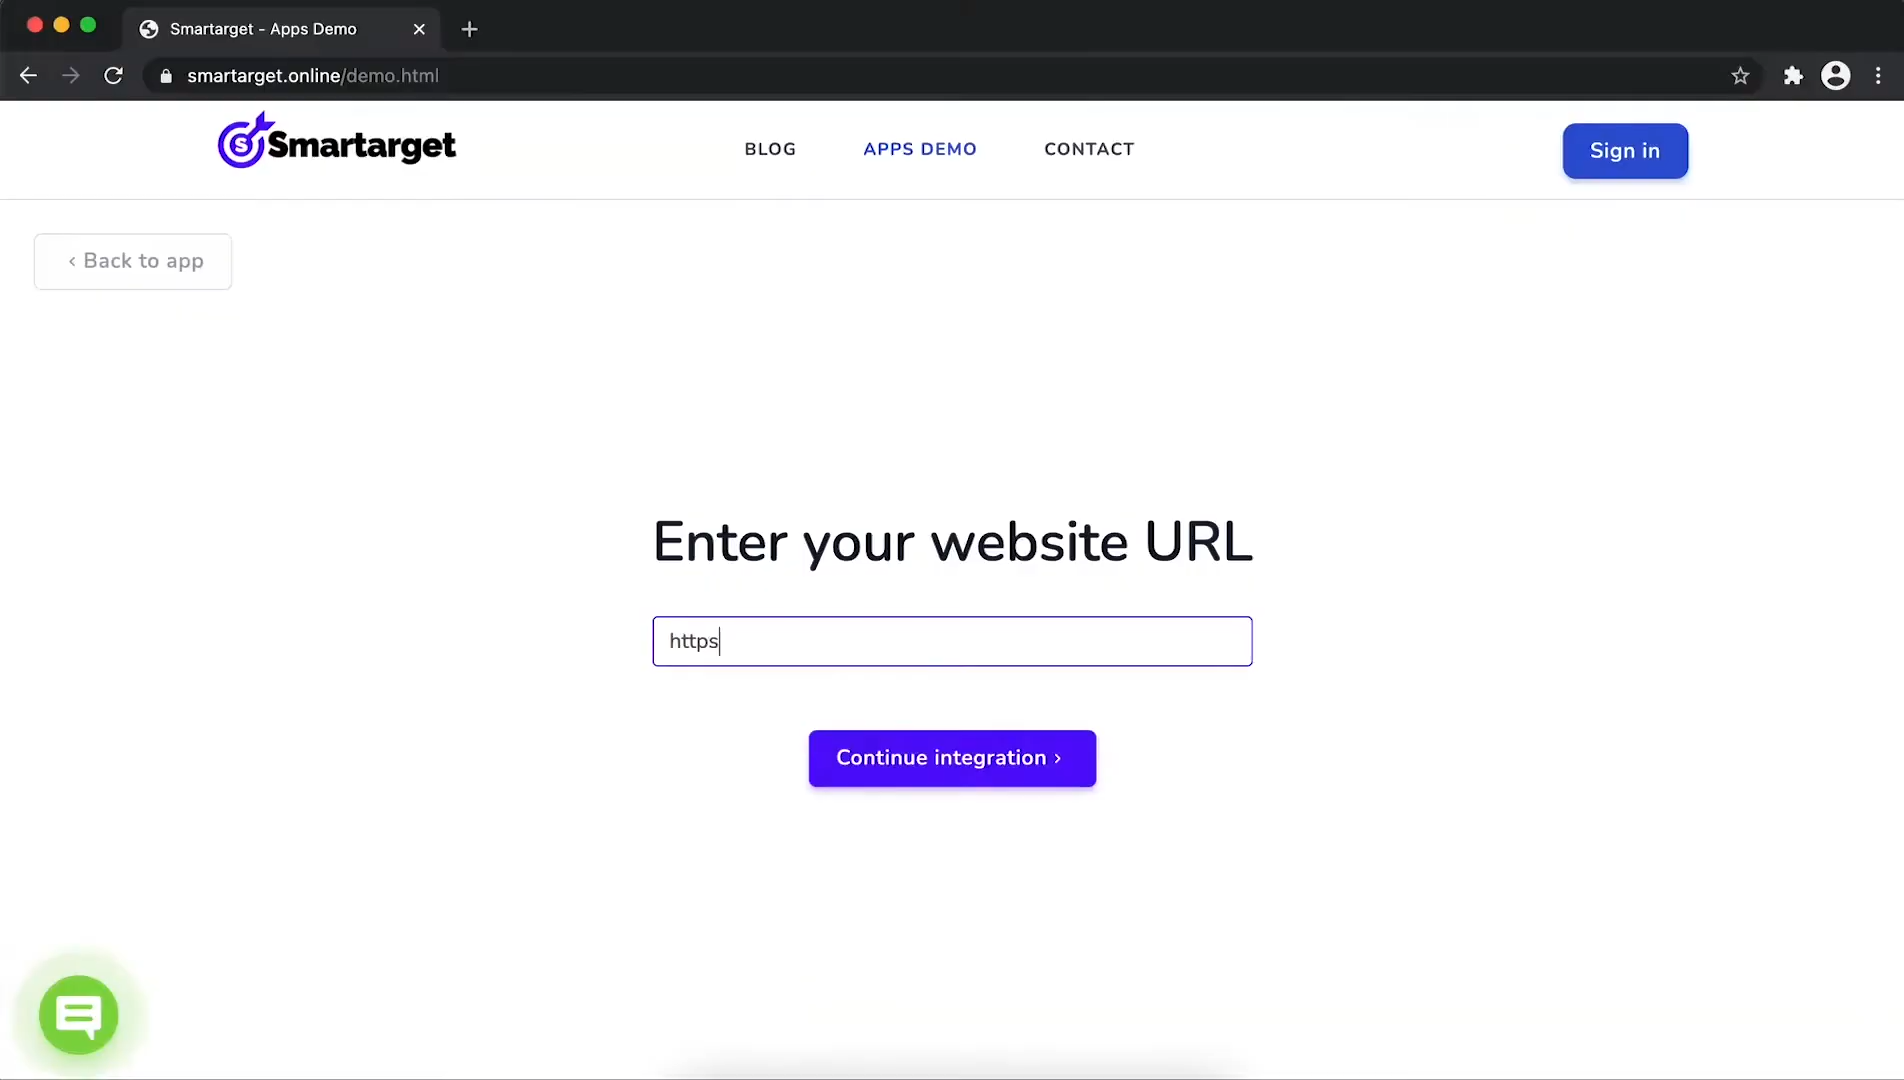 Smartarget - Apps Demo
smartarget.online/demo.html
Smartarget
BLOG
APPS DEMO
CONTACT
Sign in
‹ Back to app
Enter your website URL
https
Continue integration ›